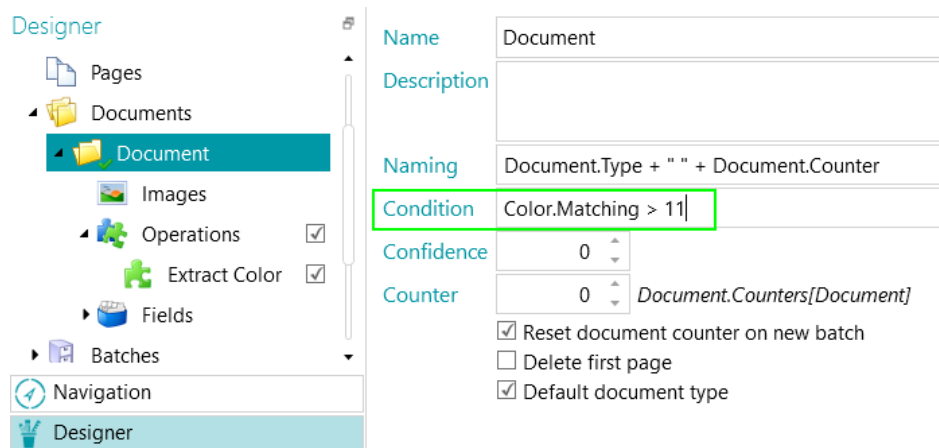 Designer
Pages
Documents
Document
Images
Operations
Extract Color
Fields
Batches
Navigation
Designer
Name Document
Description
Naming Document.Type + " " + Document.Counter
Condition Color.Matching > 11
Confidence 0
Counter 0 Document.Counters[Document]
Reset document counter on new batch
Delete first page
Default document type